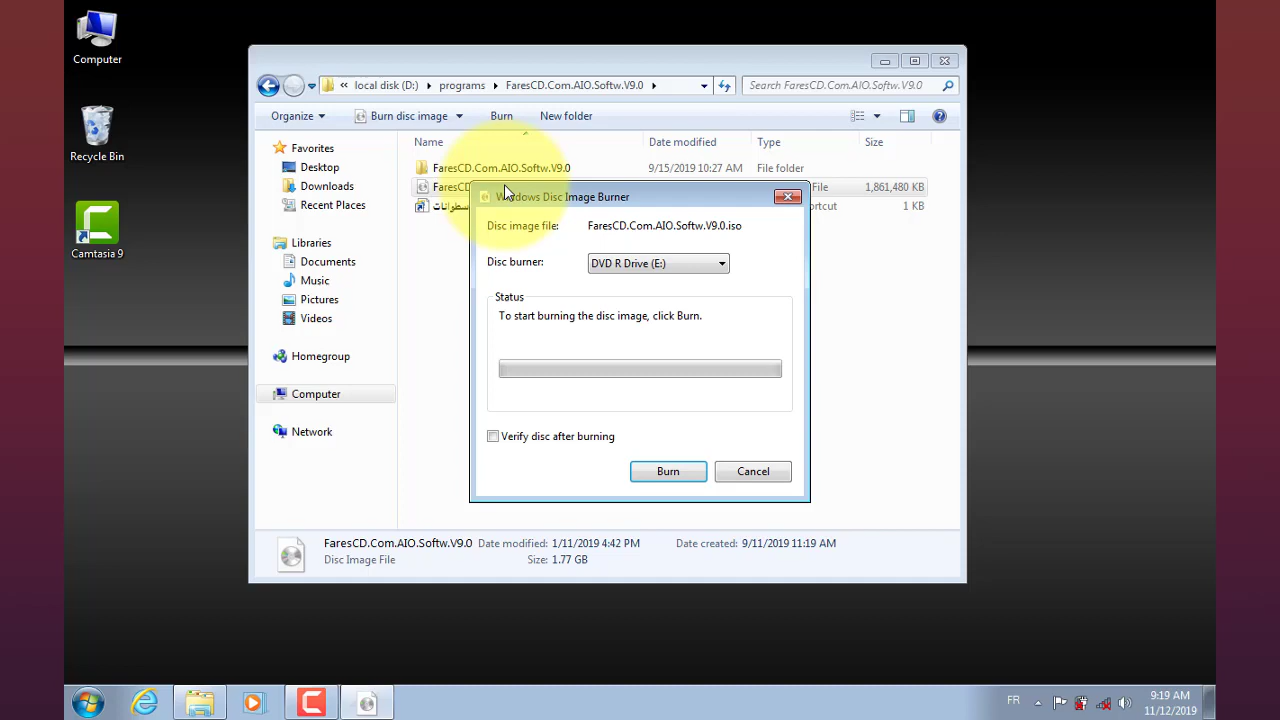 Computer
Recycle Bin
Camtasia 9
« local disk (D:) programs FaresCD.Com.AIO.Softw.V9.0
Search FaresCD.Com.AIO.Softw.V9.0
Organize Burn disc image Burn New folder
Name Date modified Type Size
Favorites
Desktop
Downloads
Recent Places
Libraries
Documents
Music
Pictures
Videos
Homegroup
Computer
Network
FaresCD.Com.AIO.Softw.V9.0 9/15/2019 10:27 AM File folder
FaresCD File 1,861,480 KB
1 KB
Windows Disc Image Burner
Disc image file: FaresCD.Com.AIO.Softw.V9.0.iso
Disc burner: DVD R Drive (E:)
Status
To start burning the disc image, click Burn.
Verify disc after burning
Burn Cancel
FaresCD.Com.AIO.Softw.V9.0 Date modified: 1/11/2019 4:42 PM Date created: 9/11/2019 11:19 AM
Disc Image File Size: 1.77 GB
FR
9:19 AM
11/12/2019